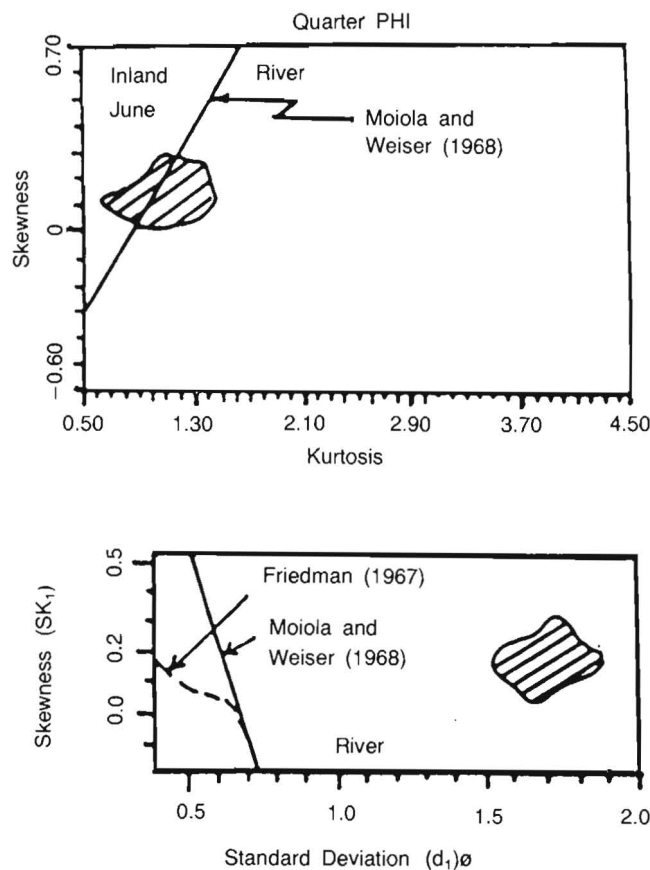 Quarter PHI
0.70
Inland
June
River
Moiola and
Weiser (1968)
Skewness
0
−0.60
0.50
1.30
2.10
2.90
3.70
4.50
Kurtosis
0.5
Friedman (1967)
Moiola and
Weiser (1968)
Skewness (SK₁)
0.2
0.0
River
0.5
1.0
1.5
2.0
Standard Deviation (d₁)ø